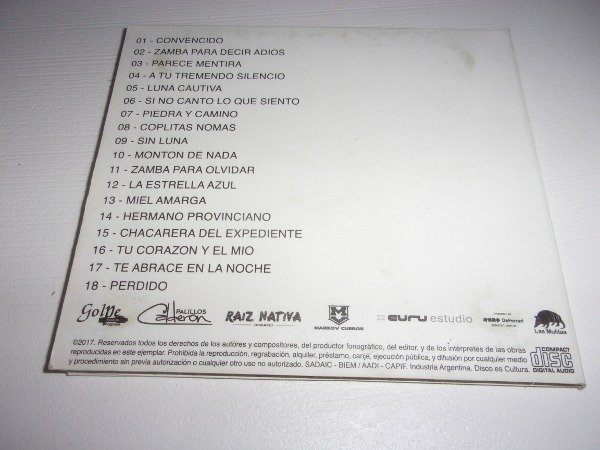 01 - CONVENCIDO
02 - ZAMBA PARA DECIR ADIOS
03 - PARECE MENTIRA
04 - A TU TREMENDO SILENCIO
05 - LUNA CAUTIVA
06 - SI NO CANTO LO QUE SIENTO
07 - PIEDRA Y CAMINO
08 - COPLITAS NOMAS
09 - SIN LUNA
10 - MONTON DE NADA
11 - ZAMBA PARA OLVIDAR
12 - LA ESTRELLA AZUL
13 - MIEL AMARGA
14 - HERMANO PROVINCIANO
15 - CHACARERA DEL EXPEDIENTE
16 - TU CORAZON Y EL MIO
17 - TE ABRACE EN LA NOCHE
18 - PERDIDO
Golpe
PALILLOS Calderon
RAIZ NATIVA
MARKOV CUEROS
euru estudio
Las Mulitas
©2017. Reservados todos los derechos de los autores y compositores, del productor fonográfico, del editor, y de los intérpretes de las obras
reproducidas en este ejemplar. Prohibida la reproducción, regrabación, alquiler, préstamo, canje, ejecución pública, y difusión por cualquier medio
y procedimiento sin previa autorización o cualquier otro uso no autorizado. SADAIC - BIEM / AADI - CAPIF. Industria Argentina. Disco es Cultura.
COMPACT
disc
DIGITAL AUDIO